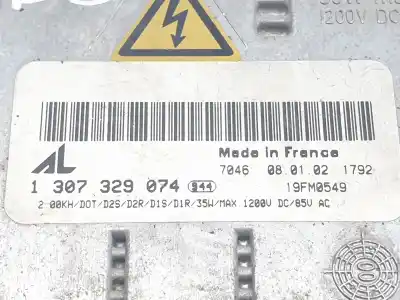 1200V DC
AL
Made in France
7046 08.01.02 1792
1 307 329 074 944
19FM0549
2.00KH/DOT/D2S/D2R/D1S/D1R/35W/MAX 1200V DC/85V AC